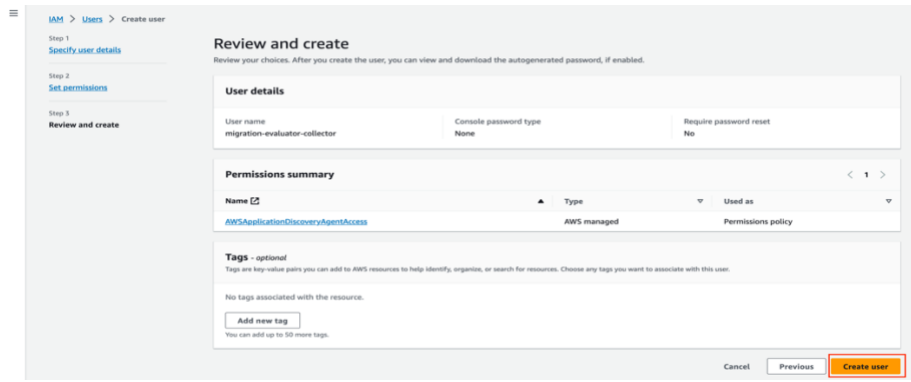 IAM > Users > Create user
Step 1
Specify user details
Step 2
Set permissions
Step 3
Review and create
Review and create
Review your choices. After you create the user, you can view and download the autogenerated password, if enabled.
User details
User name Console password type Require password reset
migration-evaluator-collector None No
Permissions summary < 1 >
Name Type Used as
AWSApplicationDiscoveryAgentAccess AWS managed Permissions policy
Tags - optional
Tags are key-value pairs you can add to AWS resources to help identify, organize, or search for resources. Choose any tags you want to associate with this user.
No tags associated with the resource.
Add new tag
You can add up to 50 more tags.
Cancel Previous Create user